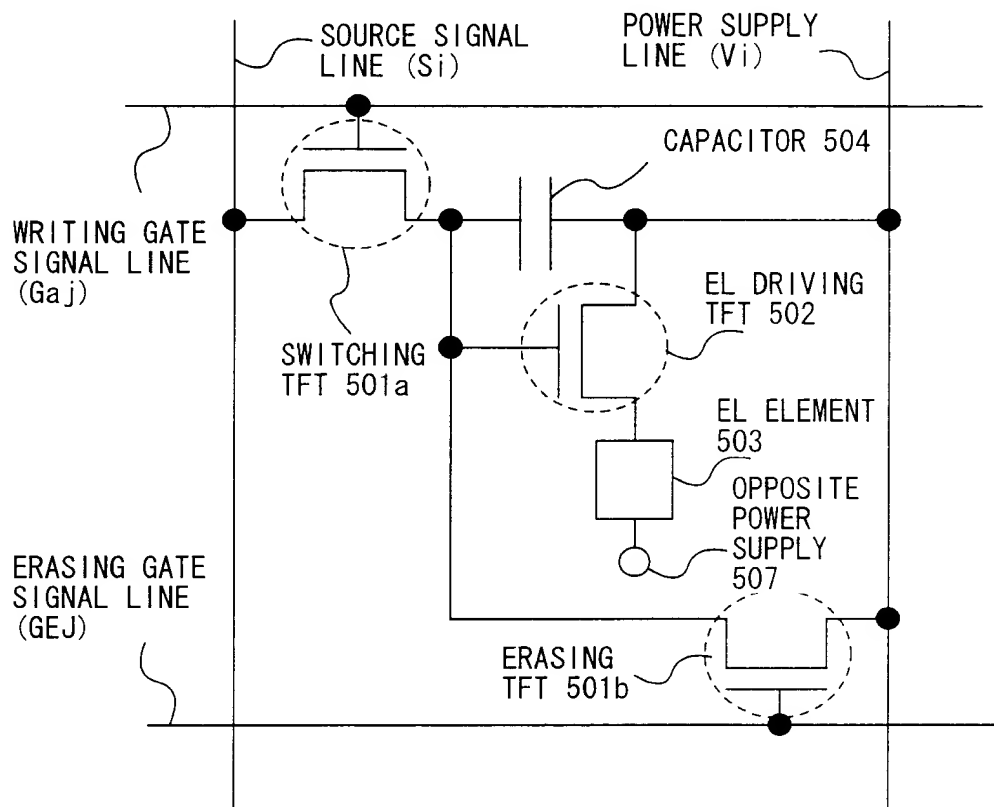 SOURCE SIGNAL
LINE (Si)
POWER SUPPLY
LINE (Vi)
CAPACITOR 504
WRITING GATE
SIGNAL LINE
(Gaj)
EL DRIVING
TFT 502
SWITCHING
TFT 501a
EL ELEMENT
503
OPPOSITE
POWER
SUPPLY
507
ERASING GATE
SIGNAL LINE
(GEJ)
ERASING
TFT 501b